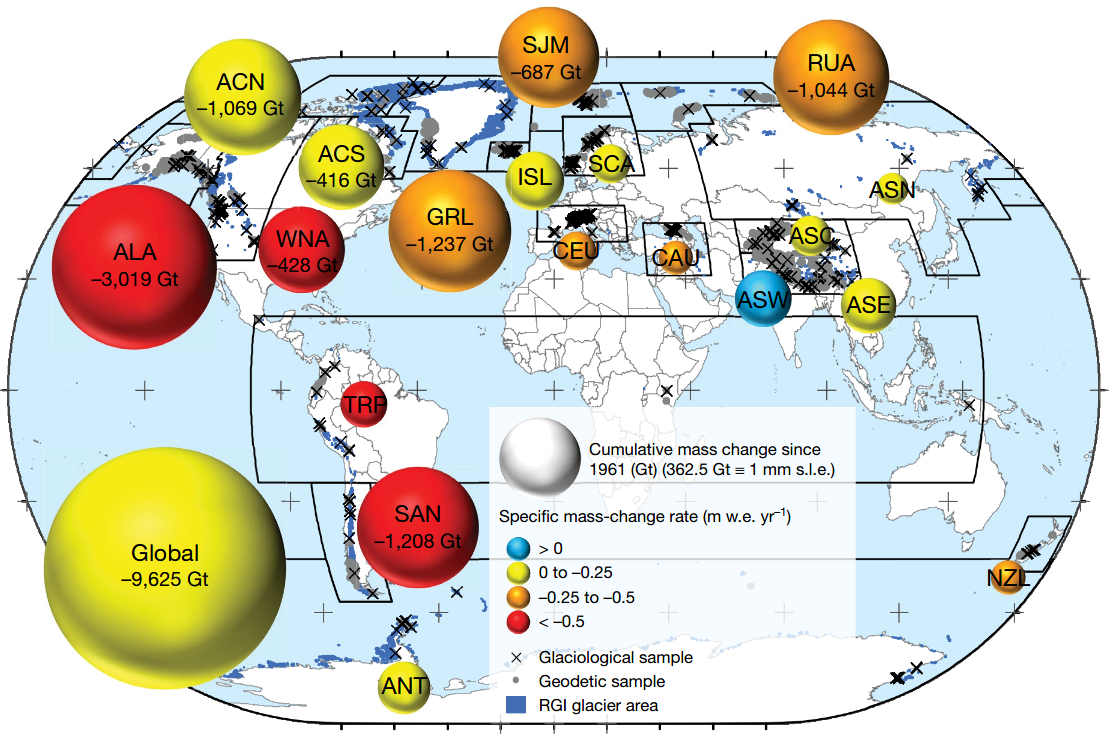 SJM
−687 Gt
RUA
−1,044 Gt
ACN
−1,069 Gt
ACS
−416 Gt
ISL
SCA
ASN
GRL
−1,237 Gt
WNA
−428 Gt
ALA
−3,019 Gt
CEU
CAU
ASC
ASW
ASE
TRP
Cumulative mass change since
1961 (Gt) (362.5 Gt ≡ 1 mm s.l.e.)
SAN
−1,208 Gt
Specific mass-change rate (m w.e. yr⁻¹)
> 0
0 to −0.25
−0.25 to −0.5
< −0.5
Global
−9,625 Gt
NZL
Glaciological sample
Geodetic sample
RGI glacier area
ANT